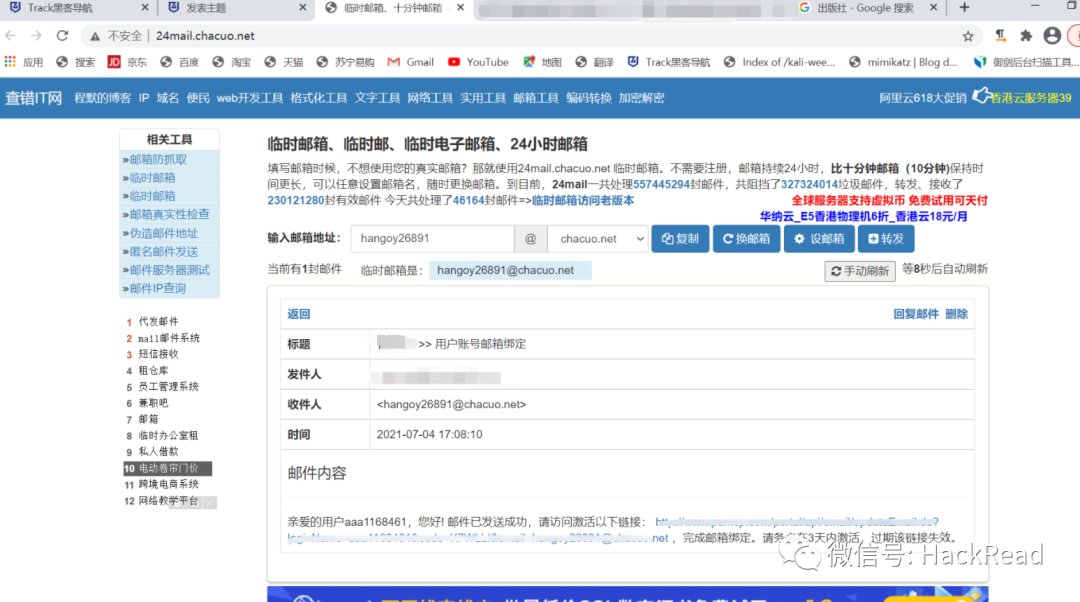 Track黑客导航
发表主题
临时邮箱、十分钟邮箱
出版社 - Google 搜索
不安全 | 24mail.chacuo.net
应用 搜索 京东 百度 淘宝 天猫 苏宁易购 Gmail YouTube 地图 翻译 Track黑客导航 Index of /kali-wee... mimikatz | Blog d... 御剑后台扫描工具...
查错IT网 程默的博客 IP 域名 便民 web开发工具 格式化工具 文字工具 网络工具 实用工具 邮箱工具 编码转换 加密解密 阿里云618大促销 香港云服务器39
相关工具
»邮箱防抓取
»临时邮箱
»临时邮箱
»邮箱真实性检查
»伪造邮件地址
»匿名邮件发送
»邮件服务器测试
»邮件IP查询
1 代发邮件
2 mail邮件系统
3 短信接收
4 租仓库
5 员工管理系统
6 兼职吧
7 邮箱
8 临时办公室租
9 私人借款
10 电动卷帘门价
11 跨境电商系统
12 网络教学平台
临时邮箱、临时邮、临时电子邮箱、24小时邮箱
填写邮箱时候，不想使用您的真实邮箱？那就使用24mail.chacuo.net 临时邮箱。不需要注册，邮箱持续24小时，比十分钟邮箱（10分钟)保持时
间更长，可以任意设置邮箱名，随时更换邮箱。到目前，24mail一共处理557445294封邮件，共阻挡了327324014垃圾邮件，转发、接收了
230121280封有效邮件 今天共处理了46164封邮件=>临时邮箱访问老版本
全球服务器支持虚拟币 免费试用可天付
华纳云_E5香港物理机6折_香港云18元/月
输入邮箱地址: hangoy26891 @ chacuo.net 复制 换邮箱 设邮箱 转发
当前有1封邮件 临时邮箱是: hangoy26891@chacuo.net 手动刷新 等8秒后自动刷新
返回 回复邮件 删除
标题 >> 用户账号邮箱绑定
发件人
收件人 <hangoy26891@chacuo.net>
时间 2021-07-04 17:08:10
邮件内容
亲爱的用户aaa1168461，您好! 邮件已发送成功，请访问激活以下链接：
，完成邮箱绑定。请务必在3天内激活，过期该链接失效。
微信号: HackRead